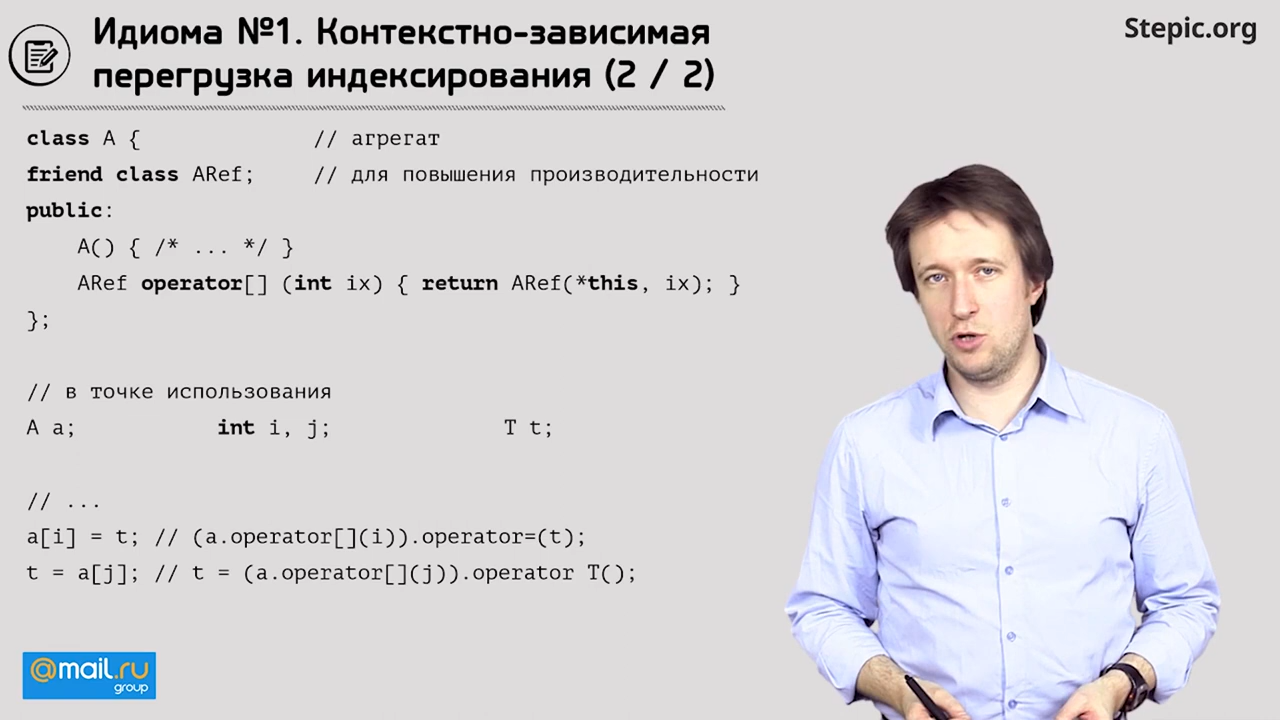 Идиома №1. Контекстно-зависимая
перегрузка индексирования (2 / 2)
Stepic.org
class A {              // агрегат
friend class ARef;     // для повышения производительности
public:
    A() { /* ... */ }
    ARef operator[] (int ix) { return ARef(*this, ix); }
};
// в точке использования
A a;           int i, j;              T t;
// ...
a[i] = t; // (a.operator[](i)).operator=(t);
t = a[j]; // t = (a.operator[](j)).operator T();
@mail.ru
group